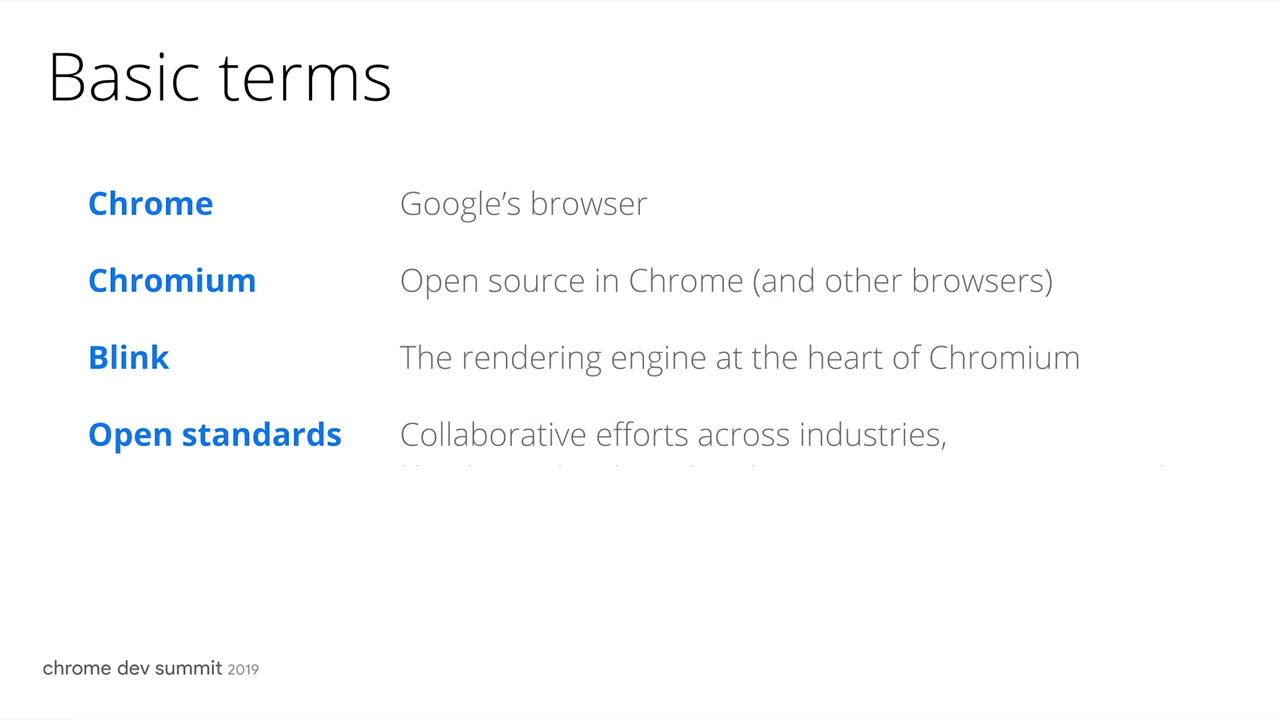 Basic terms
Chrome Google’s browser
Chromium Open source in Chrome (and other browsers)
Blink The rendering engine at the heart of Chromium
Open standards Collaborative efforts across industries,
chrome dev summit 2019